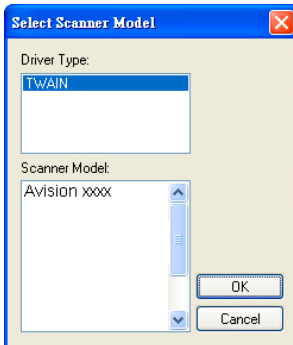 Select Scanner Model
Driver Type:
TWAIN
Scanner Model:
Avision xxxx
OK
Cancel